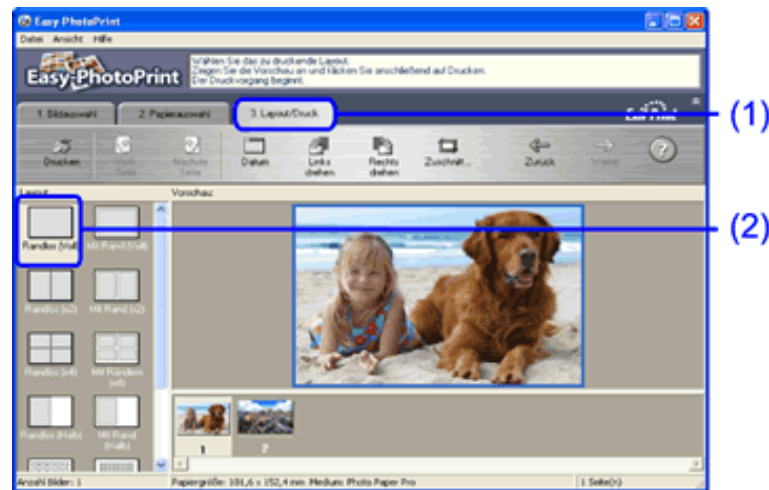 Easy PhotoPrint
Datei Ansicht Hilfe
Easy-PhotoPrint
Wählen Sie das zu druckende Layout.
Zeigen Sie die Vorschau an und klicken Sie anschließend auf Drucken.
Der Druckvorgang beginnt.
1. Bildauswahl 2. Papierauswahl 3. Layout/Druck
(1)
Drucken Vorh. Seite Nächste Seite Datum Links drehen Rechts drehen Zuschnitt... Zurück Weiter ?
Layout: Vorschau:
Randlos (Voll) Mit Rand (Voll)
(2)
Randlos (x2) Mit Rand (x2)
Randlos (x4) Mit Rändern (x4)
Randlos (Halb) Mit Rand (Halb)
1 2
Anzahl Bilder: 1 Papiergröße: 101,6 x 152,4 mm Medium: Photo Paper Pro 1 Seite(n)